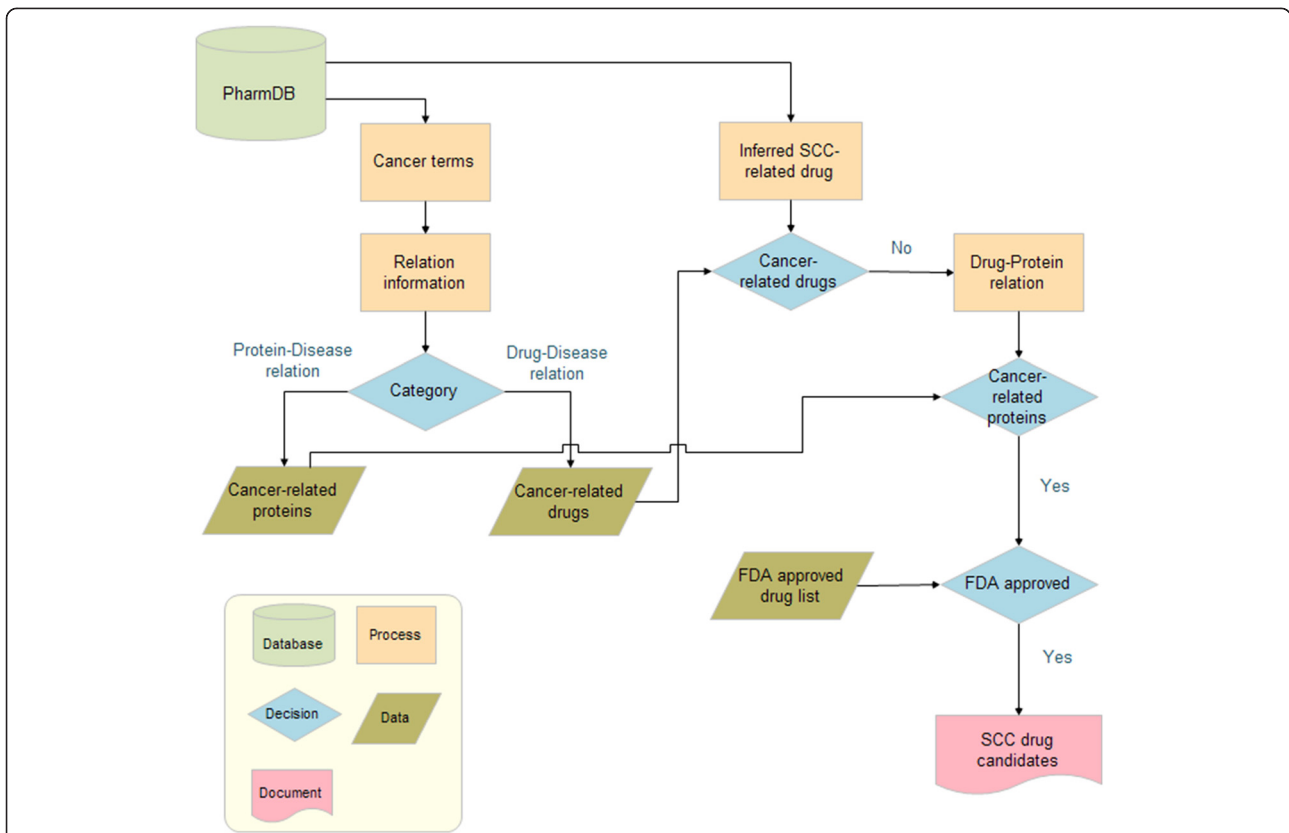 PharmDB
Cancer terms
Inferred SCC-
related drug
Relation
information
Cancer-
related drugs
No
Drug-Protein
relation
Protein-Disease
relation
Drug-Disease
relation
Category
Cancer-
related
proteins
Cancer-related
proteins
Cancer-related
drugs
Yes
FDA approved
drug list
FDA approved
Yes
SCC drug
candidates
Database
Process
Decision
Data
Document